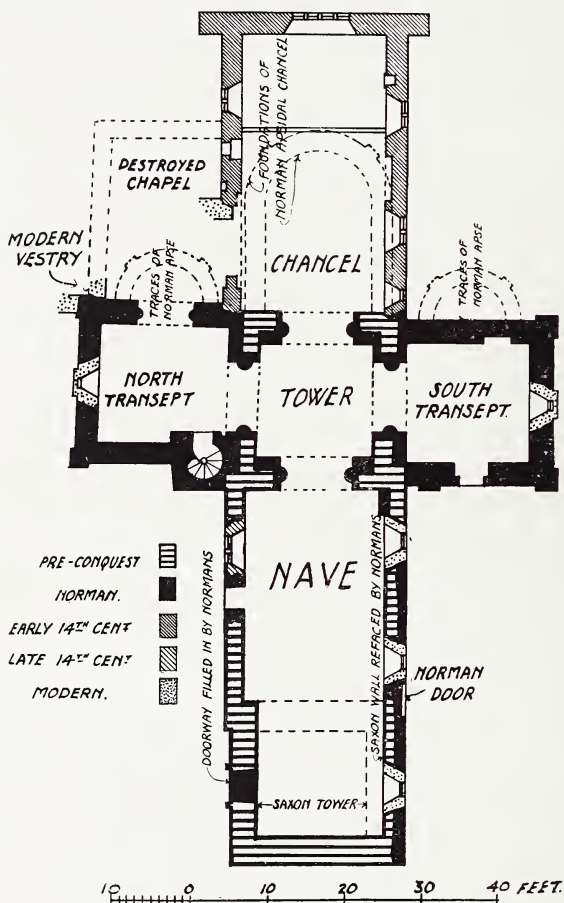 FOUNDATIONS OF
NORMAN APSIDAL CHANCEL
DESTROYED
CHAPEL
MODERN
VESTRY
TRACES OF
NORMAN APSE
CHANCEL
TRACES OF
NORMAN APSE
NORTH
TRANSEPT
TOWER
SOUTH
TRANSEPT.
NAVE
PRE-CONQUEST
NORMAN.
EARLY 14TH CENT
LATE 14TH CENT
MODERN.
DOORWAY FILLED IN BY NORMANS
SAXON WALL REFACED BY NORMANS
NORMAN
DOOR
SAXON TOWER
10 0 10 20 30 40 FEET.